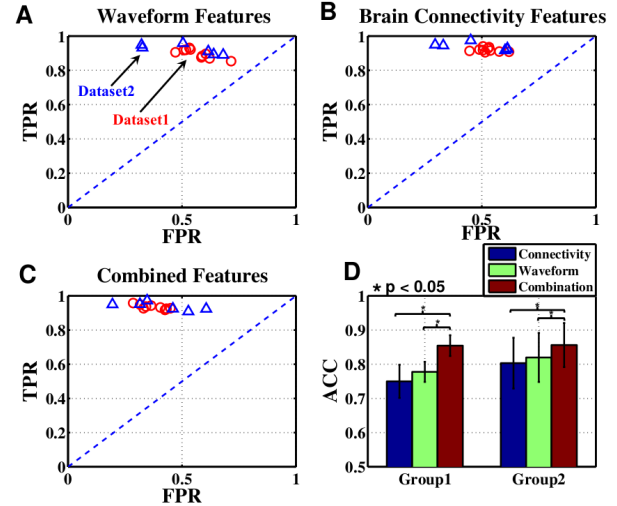 A
Waveform Features
1
0.8
0.6
0.4
0.2
0
0
0.5
1
TPR
FPR
Dataset2
Dataset1
B
Brain Connectivity Features
1
0.8
0.6
0.4
0.2
0
0
0.5
1
TPR
FPR
C
Combined Features
1
0.8
0.6
0.4
0.2
0
0
0.5
1
TPR
FPR
D
Connectivity
Waveform
Combination
* p < 0.05
1
0.9
0.8
0.7
0.6
0.5
ACC
*
*
*
*
Group1
Group2